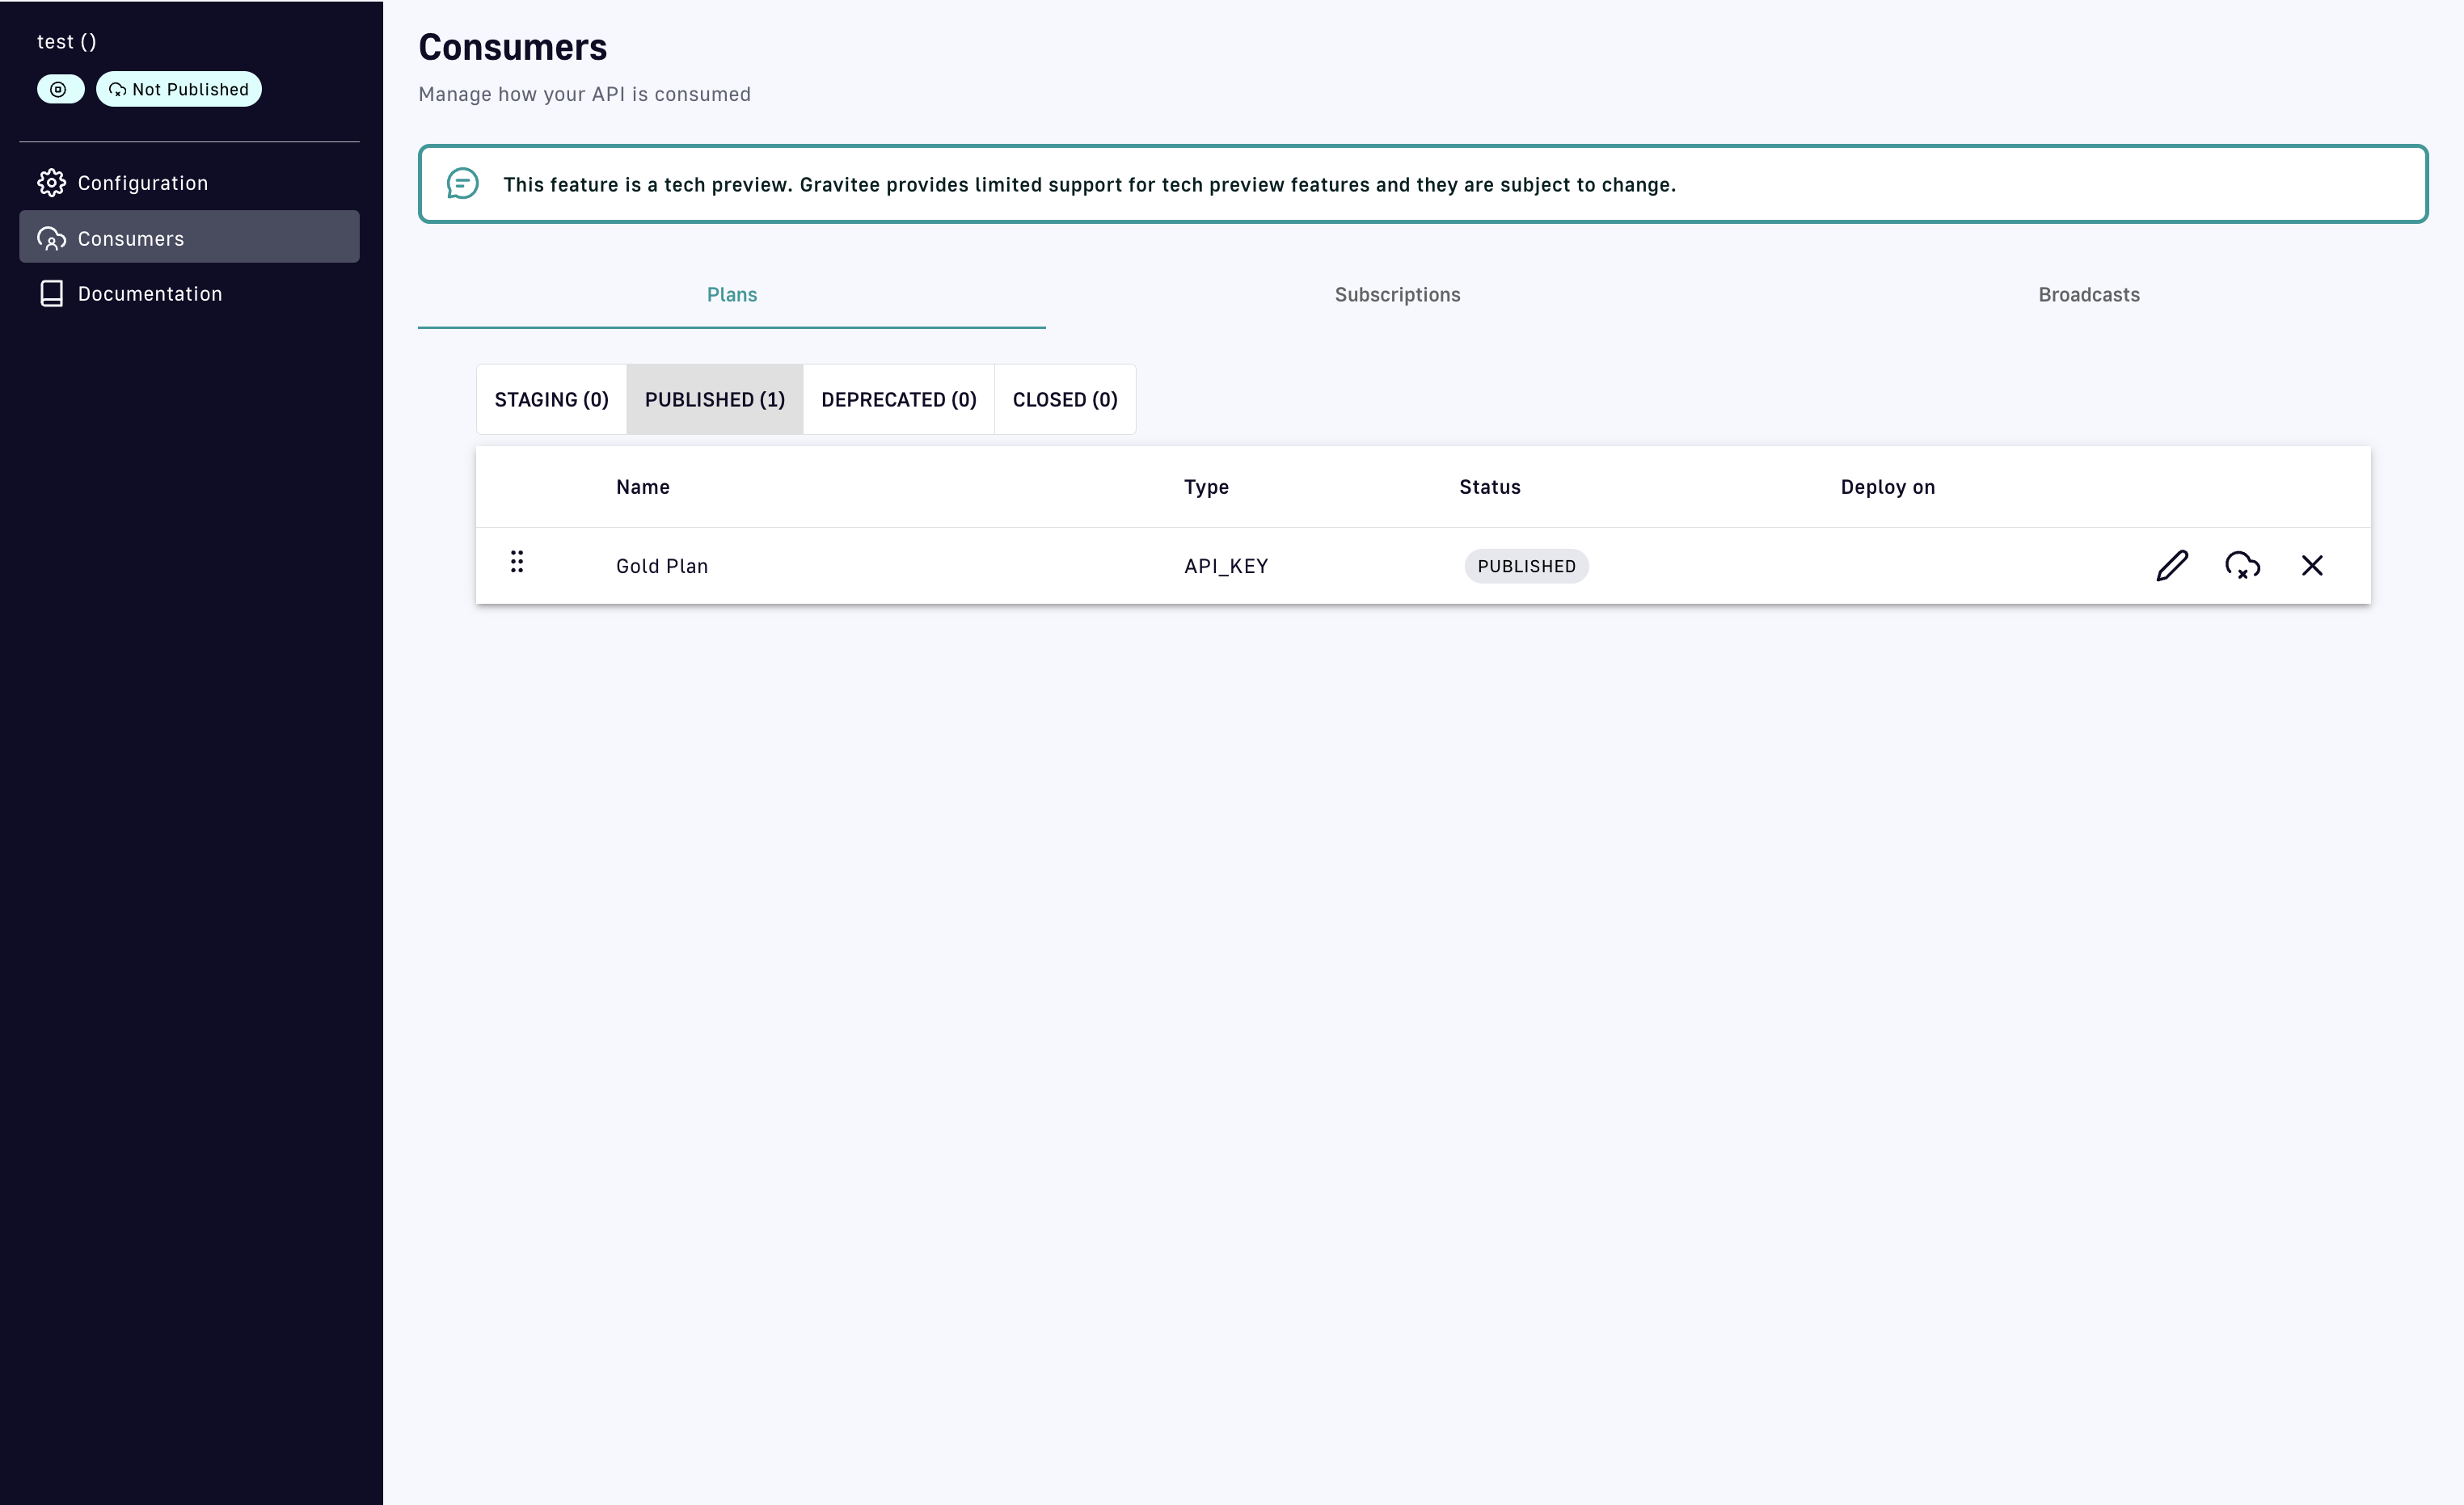 test ()
Not Published
Configuration
Consumers
Documentation
Consumers
Manage how your API is consumed
This feature is a tech preview. Gravitee provides limited support for tech preview features and they are subject to change.
Plans Subscriptions Broadcasts
STAGING (0) PUBLISHED (1) DEPRECATED (0) CLOSED (0)
Name Type Status Deploy on
Gold Plan API_KEY PUBLISHED